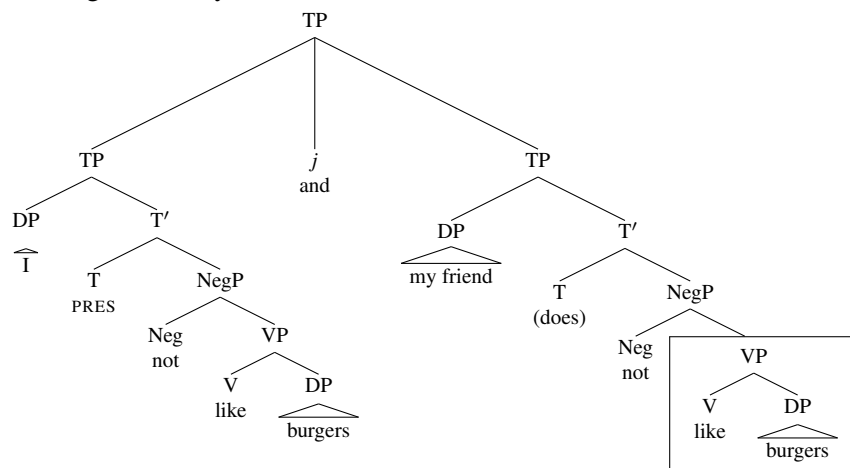 TP
TP j TP
and
DP T′ DP T′
I T NegP my friend T NegP
PRES (does)
Neg VP Neg VP
not not
V DP V DP
like burgers like burgers